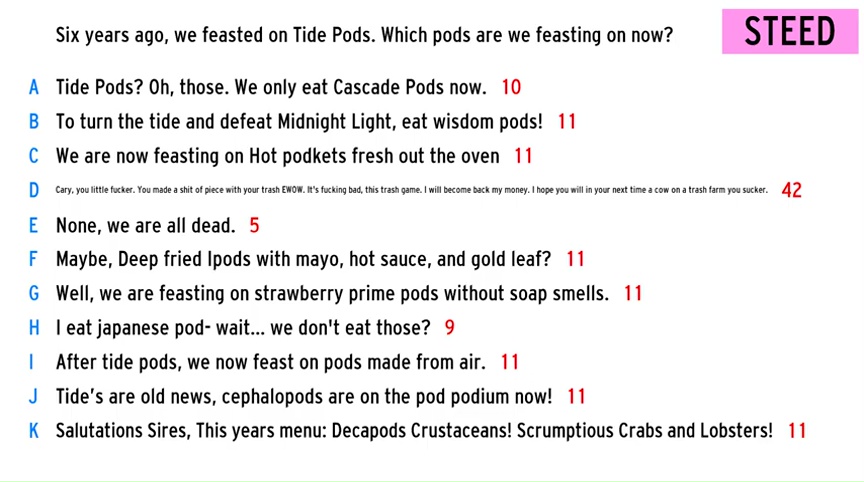 Six years ago, we feasted on Tide Pods. Which pods are we feasting on now?
STEED
A Tide Pods? Oh, those. We only eat Cascade Pods now. 10
B To turn the tide and defeat Midnight Light, eat wisdom pods! 11
C We are now feasting on Hot podkets fresh out the oven 11
D Cary, you little fucker. You made a shit of piece with your trash EWOW. It's fucking bad, this trash game. I will become back my money. I hope you will in your next time a cow on a trash farm you sucker. 42
E None, we are all dead. 5
F Maybe, Deep fried Ipods with mayo, hot sauce, and gold leaf? 11
G Well, we are feasting on strawberry prime pods without soap smells. 11
H I eat japanese pod- wait... we don't eat those? 9
I After tide pods, we now feast on pods made from air. 11
J Tide’s are old news, cephalopods are on the pod podium now! 11
K Salutations Sires, This years menu: Decapods Crustaceans! Scrumptious Crabs and Lobsters! 11